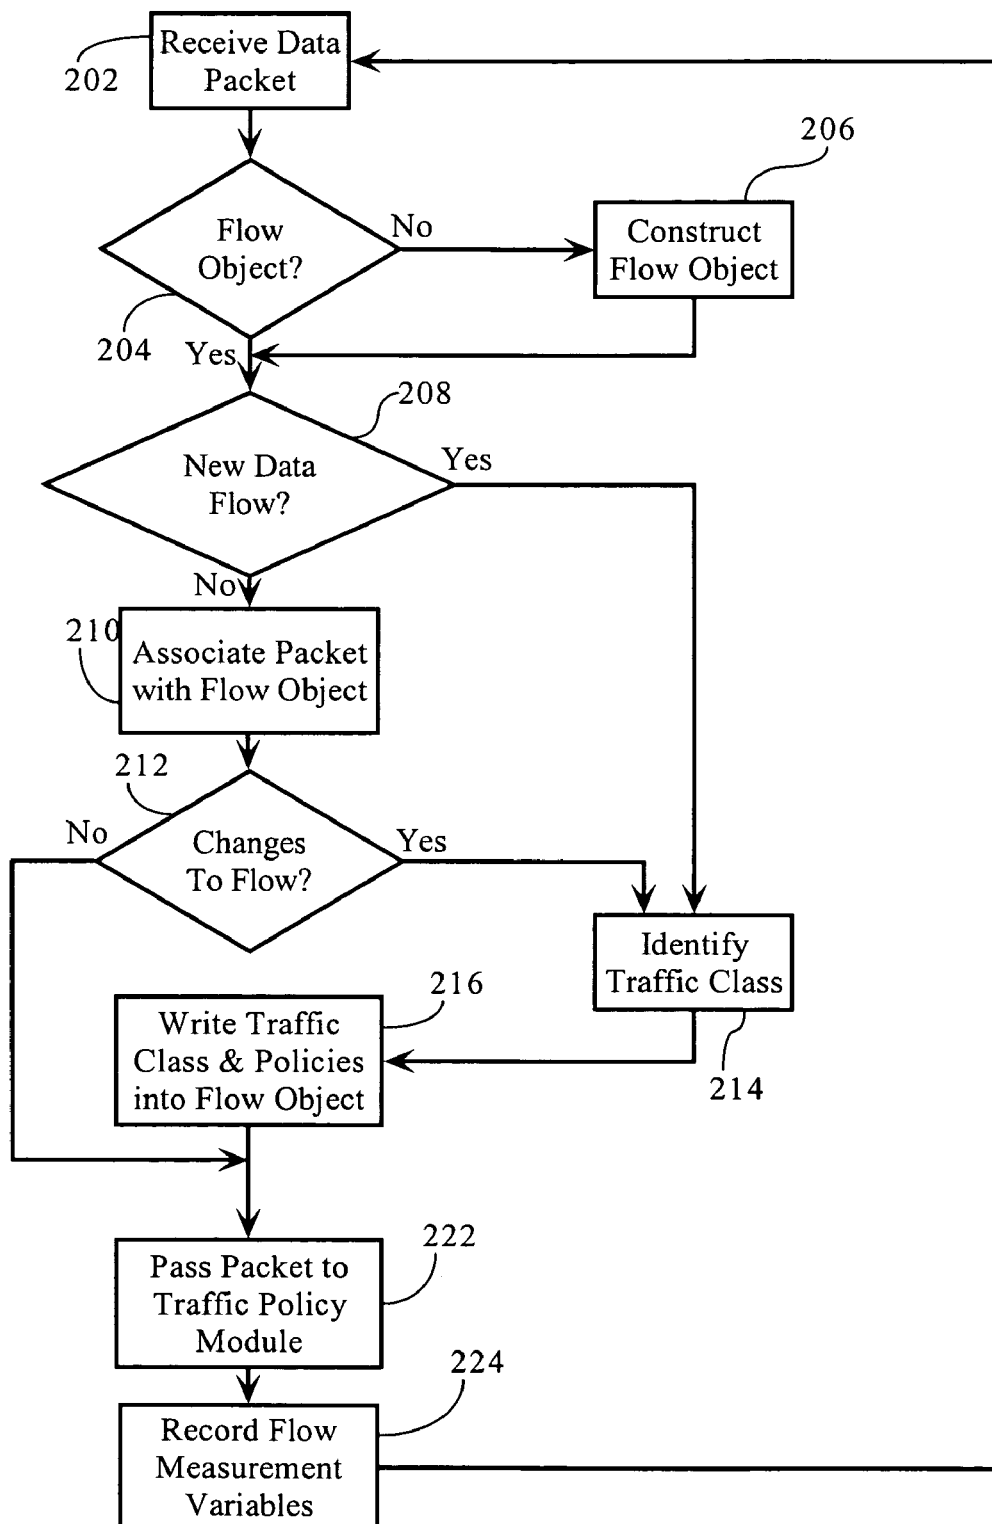 Receive Data
Packet
202
206
Flow
Object?
No
Construct
Flow Object
204
Yes
208
New Data
Flow?
Yes
No
210
Associate Packet
with Flow Object
212
No
Changes
To Flow?
Yes
Identify
Traffic Class
216
Write Traffic
Class & Policies
into Flow Object
214
222
Pass Packet to
Traffic Policy
Module
224
Record Flow
Measurement
Variables